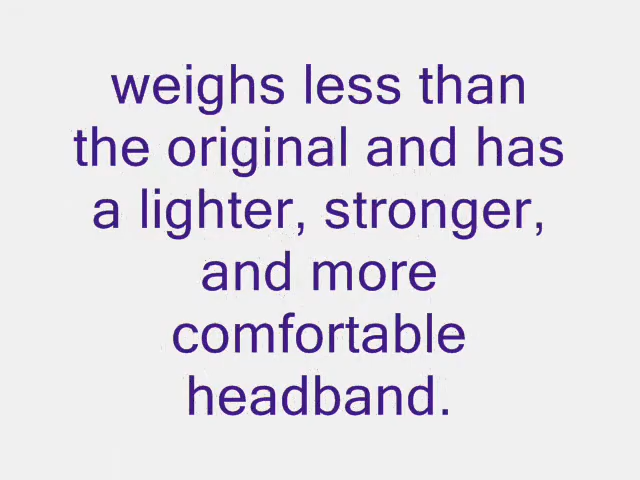 weighs less than
the original and has
a lighter, stronger,
and more
comfortable
headband.